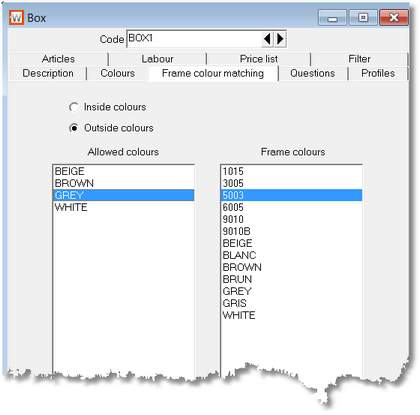 W Box
Code BOX1
Articles Labour Price list Filter
Description Colours Frame colour matching Questions Profiles
Inside colours
Outside colours
Allowed colours Frame colours
BEIGE 1015
BROWN 3005
GREY 5003
WHITE 6005
9010
9010B
BEIGE
BLANC
BROWN
BRUN
GREY
GRIS
WHITE